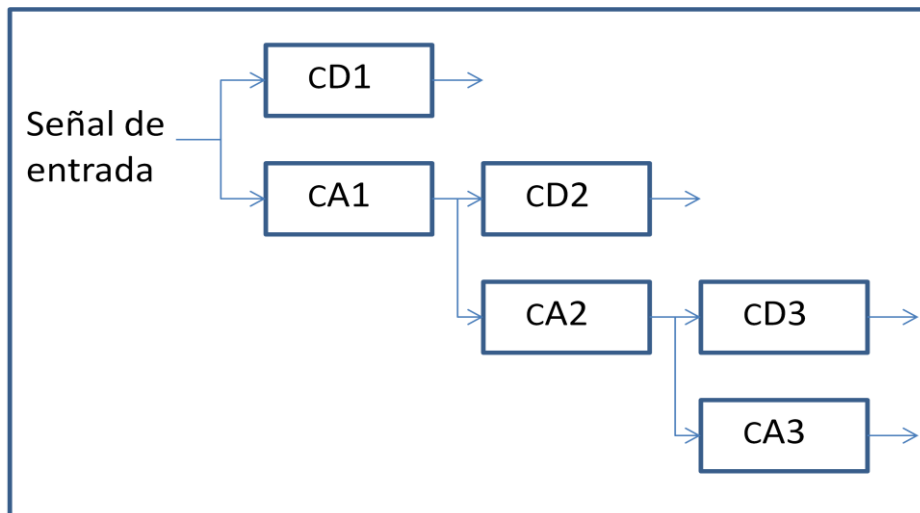 CD1
Señal de
entrada
CA1
CD2
CA2
CD3
CA3